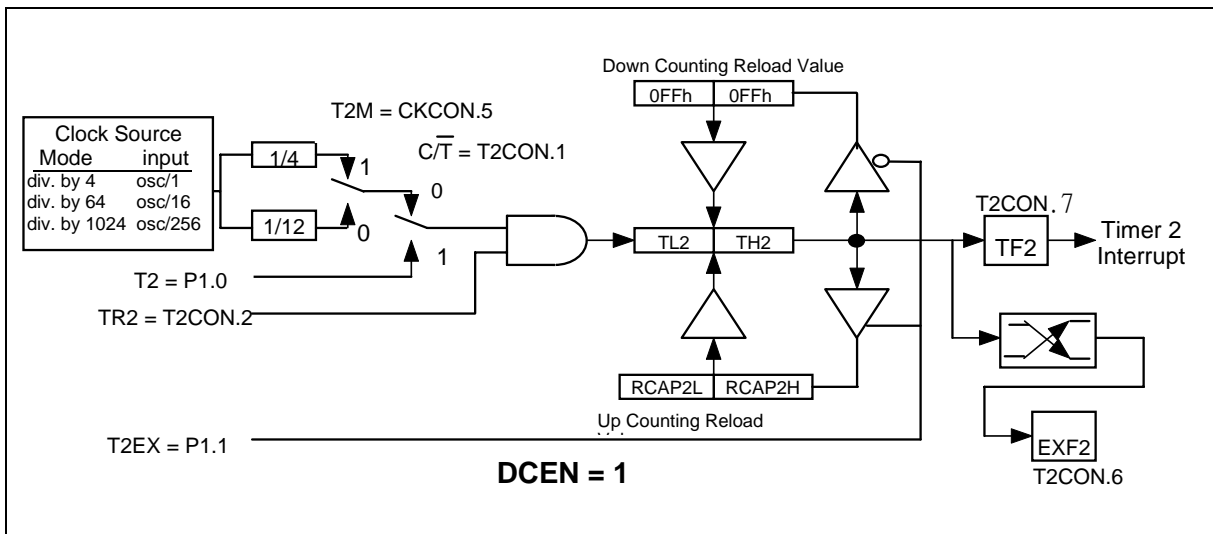 Down Counting Reload Value
0FFh 0FFh
T2M = CKCON.5
Clock Source
Mode input
div. by 4 osc/1
div. by 64 osc/16
div. by 1024 osc/256
C/T̅ = T2CON.1
1/4
1
0
1/12
0
1
T2 = P1.0
TR2 = T2CON.2
TL2 TH2
T2CON.7
TF2
Timer 2
Interrupt
RCAP2L RCAP2H
Up Counting Reload
T2EX = P1.1
EXF2
T2CON.6
DCEN = 1